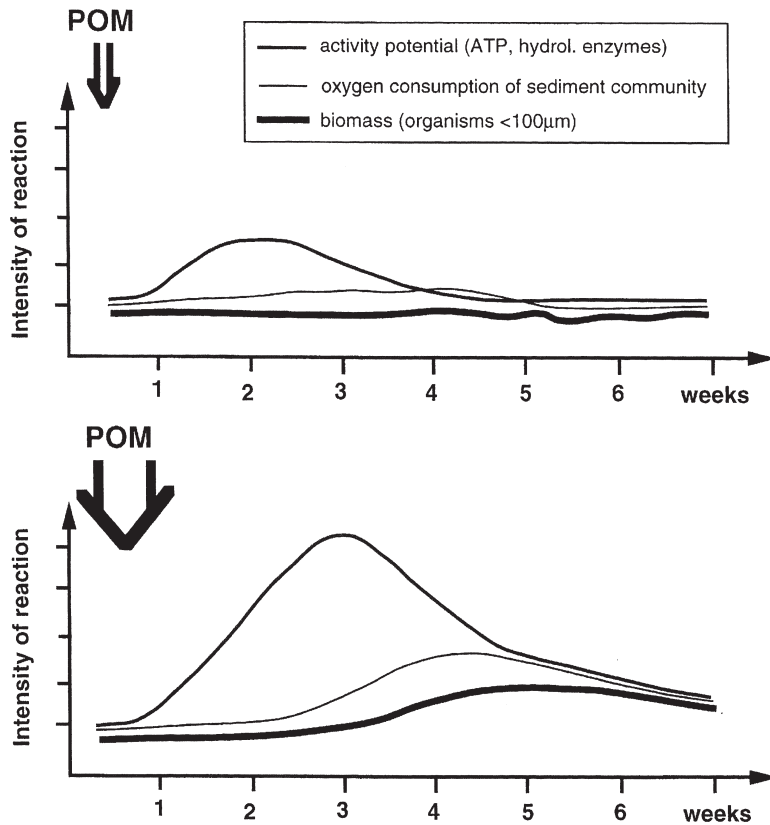 POM
activity potential (ATP, hydrol. enzymes)
oxygen consumption of sediment community
biomass (organisms <100µm)
Intensity of reaction
1 2 3 4 5 6 weeks
POM
Intensity of reaction
1 2 3 4 5 6 weeks